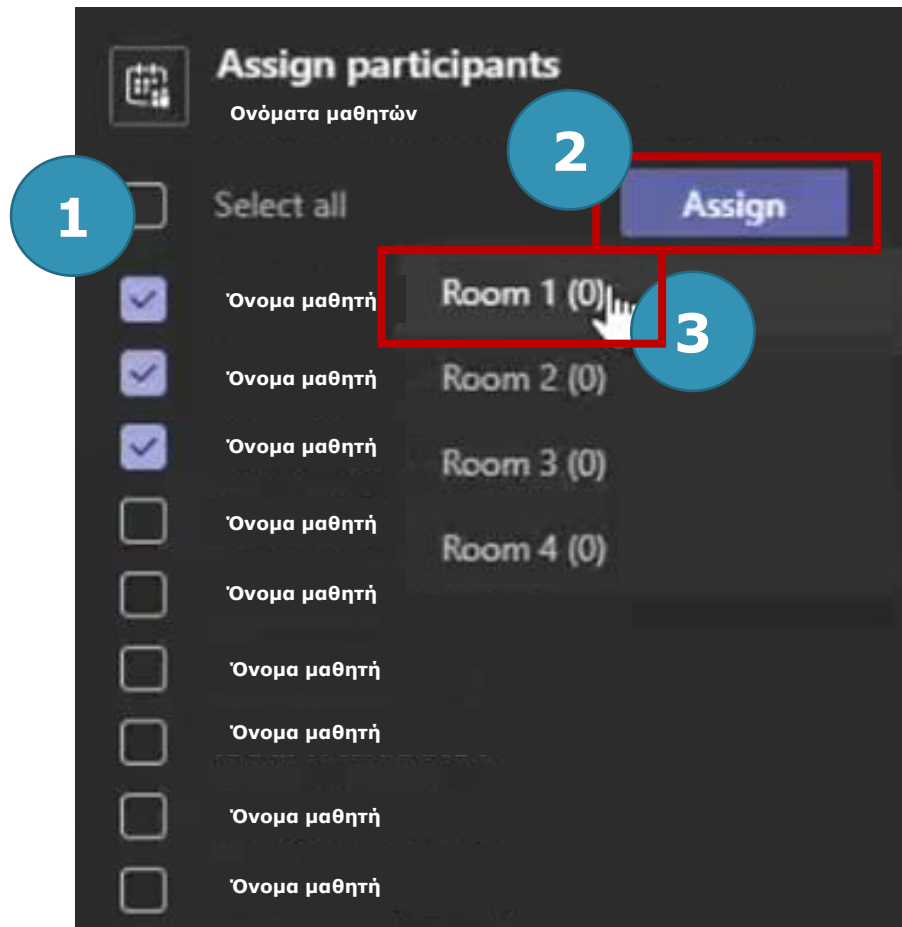 Assign participants
Ονόματα μαθητών
2
1
Select all
Assign
Όνομα μαθητή
Room 1 (0)
3
Όνομα μαθητή
Room 2 (0)
Όνομα μαθητή
Room 3 (0)
Όνομα μαθητή
Room 4 (0)
Όνομα μαθητή
Όνομα μαθητή
Όνομα μαθητή
Όνομα μαθητή
Όνομα μαθητή